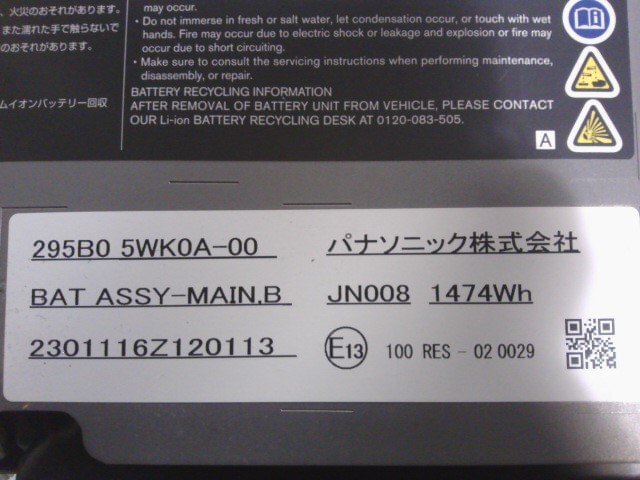 、火災のおそれがあります。
また濡れた手で触らないで
のおそれがあります。
ムイオンバッテリー回収
may occur.
・Do not immerse in fresh or salt water, let condensation occur, or touch with wet
hands. Fire may occur due to electric shock or leakage and explosion or fire may
occur due to short circuiting.
・Make sure to consult the servicing instructions when performing maintenance,
disassembly, or repair.
BATTERY RECYCLING INFORMATION
AFTER REMOVAL OF BATTERY UNIT FROM VEHICLE, PLEASE CONTACT
OUR Li-ion BATTERY RECYCLING DESK AT 0120-083-505.
A
295B0 5WK0A-00 パナソニック株式会社
BAT ASSY-MAIN,B JN008 1474Wh
2301116Z120113 E13 100 RES - 02 0029